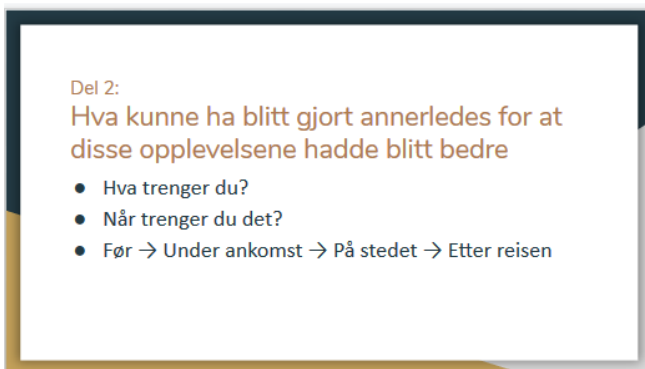 Del 2:
Hva kunne ha blitt gjort annerledes for at
disse opplevelsene hadde blitt bedre
● Hva trenger du?
● Når trenger du det?
● Før → Under ankomst → På stedet → Etter reisen